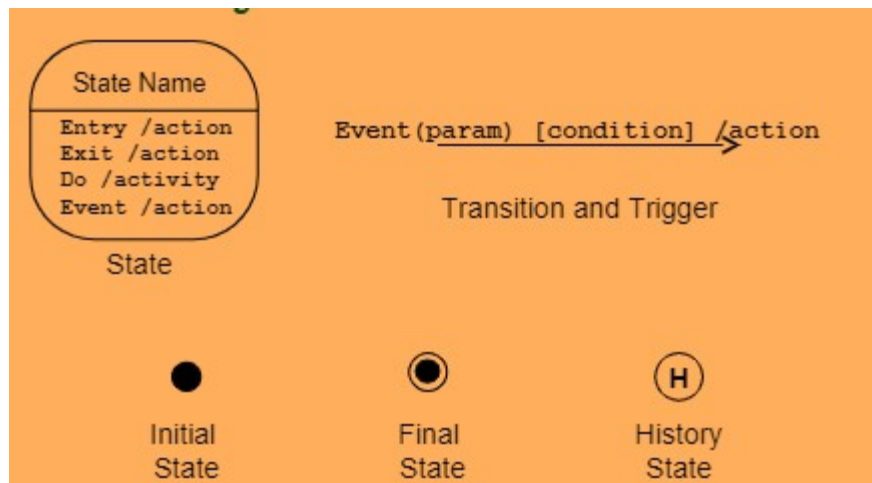 State Name
Entry /action
Exit /action
Do /activity
Event /action
State
Event(param) [condition] /action
Transition and Trigger
H
Initial
State
Final
State
History
State